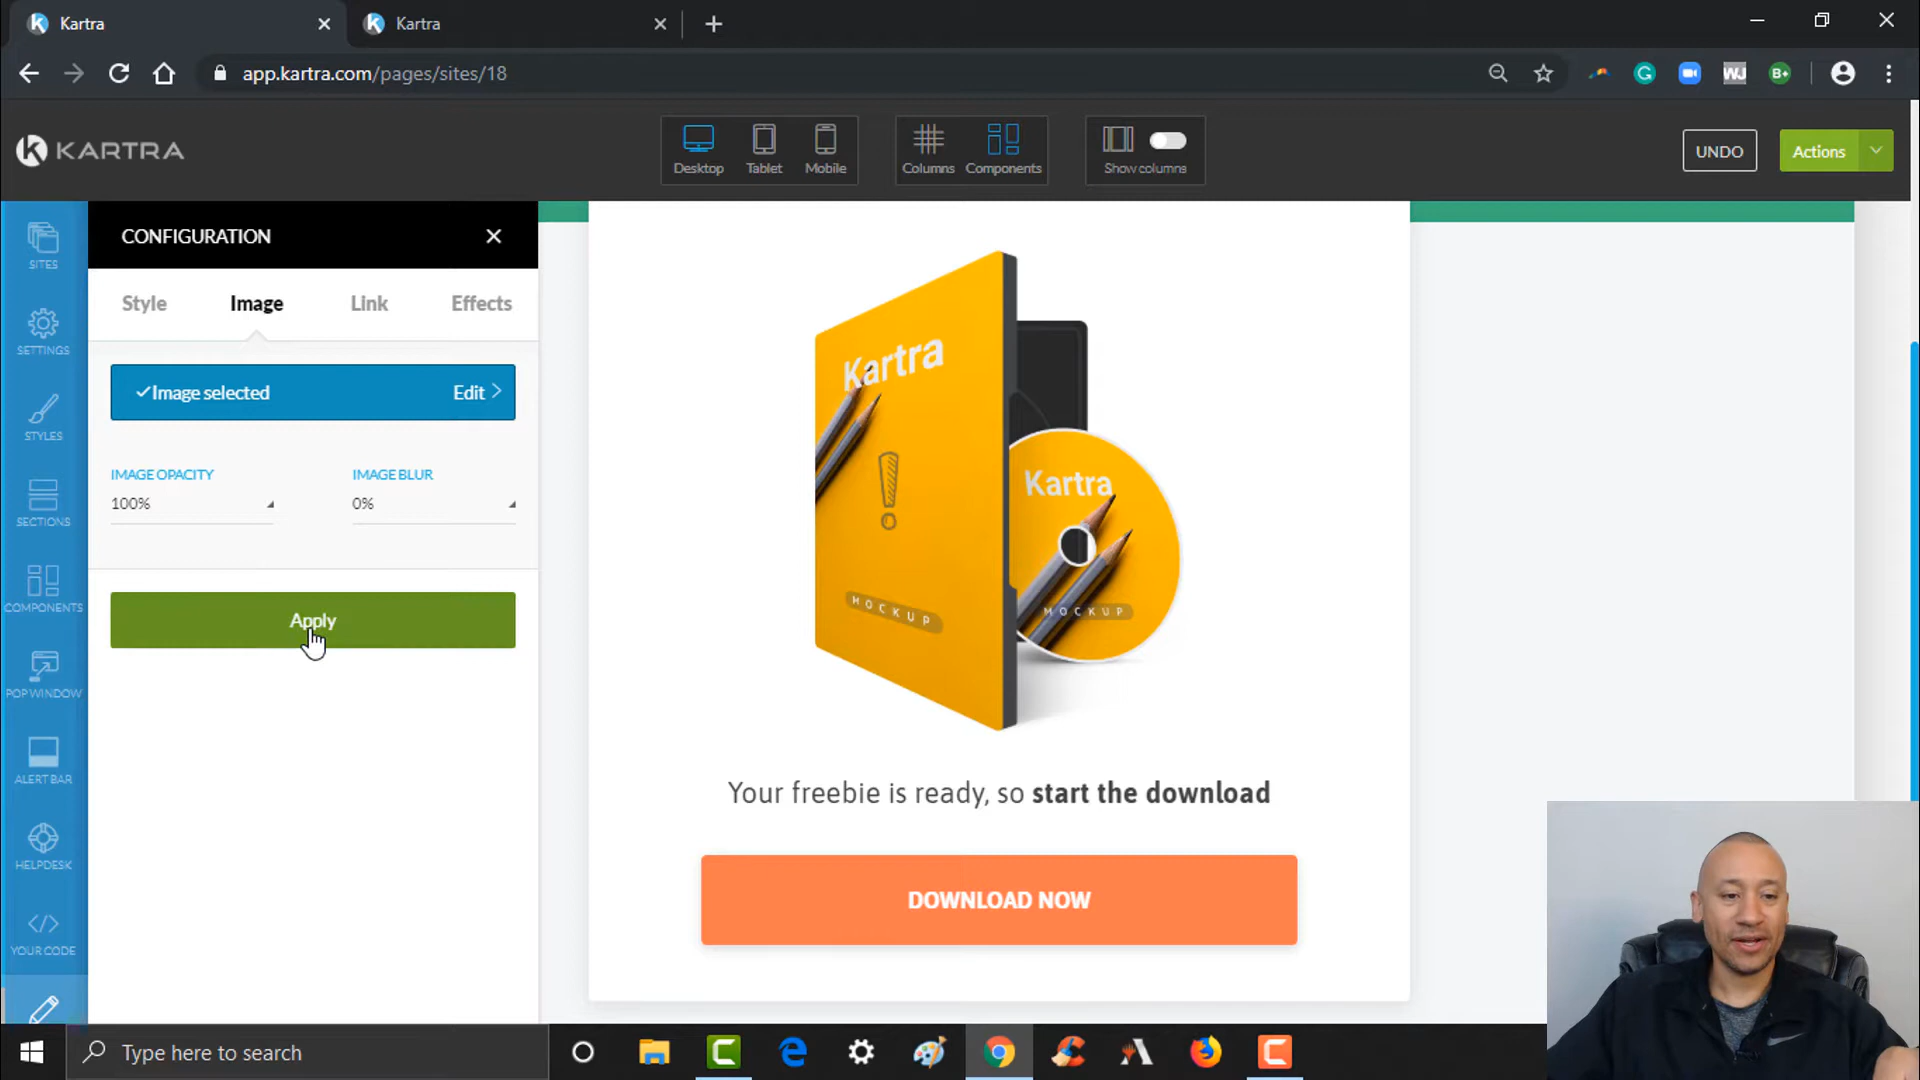 Kartra
Kartra
app.kartra.com/pages/sites/18
KARTRA
Desktop
Tablet
Mobile
Columns
Components
Show columns
UNDO
Actions
SITES
SETTINGS
STYLES
SECTIONS
COMPONENTS
POP WINDOW
ALERT BAR
HELPDESK
YOUR CODE
CONFIGURATION
Style
Image
Link
Effects
Image selected
Edit
IMAGE OPACITY
IMAGE BLUR
100%
0%
Apply
Kartra
MOCKUP
Kartra
MOCKUP
Your freebie is ready, so start the download
DOWNLOAD NOW
Type here to search